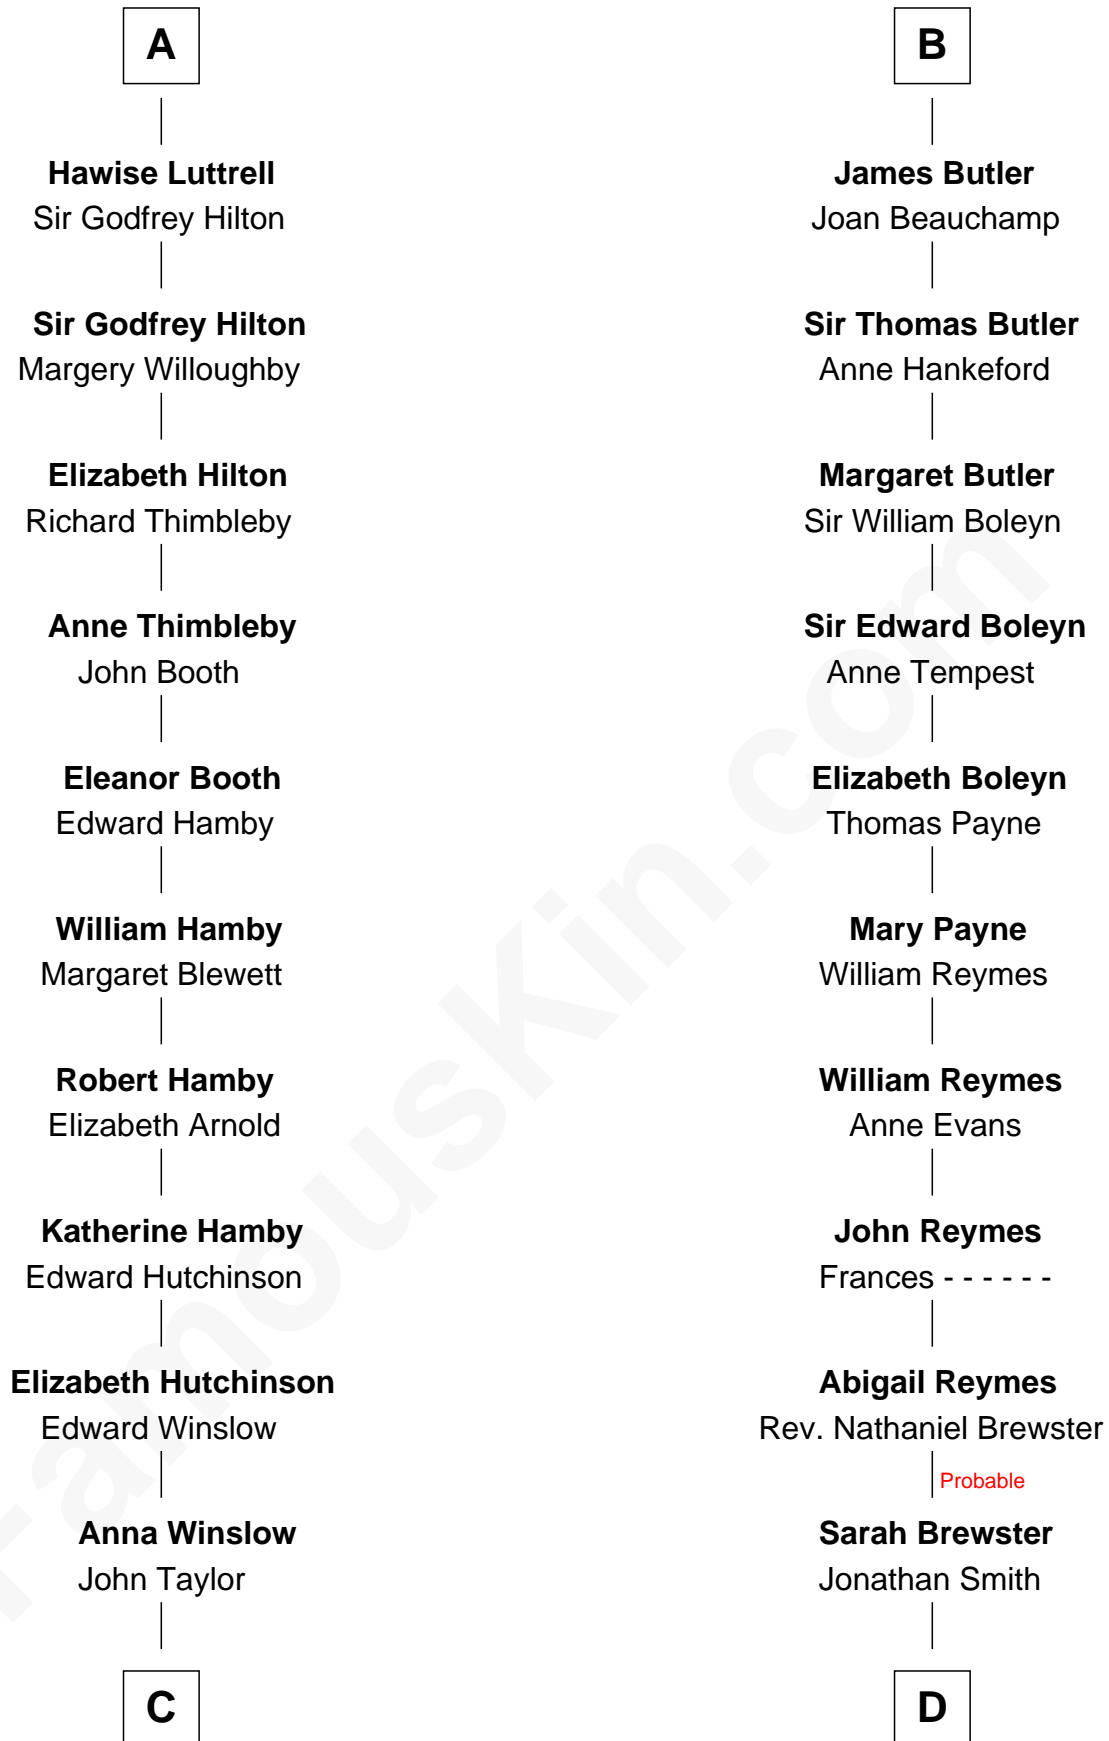 A
Hawise Luttrell
Sir Godfrey Hilton
Sir Godfrey Hilton
Margery Willoughby
Elizabeth Hilton
Richard Thimbleby
Anne Thimbleby
John Booth
Eleanor Booth
Edward Hamby
William Hamby
Margaret Blewett
Robert Hamby
Elizabeth Arnold
Katherine Hamby
Edward Hutchinson
Elizabeth Hutchinson
Edward Winslow
Anna Winslow
John Taylor
C
B
James Butler
Joan Beauchamp
Sir Thomas Butler
Anne Hankeford
Margaret Butler
Sir William Boleyn
Sir Edward Boleyn
Anne Tempest
Elizabeth Boleyn
Thomas Payne
Mary Payne
William Reymes
William Reymes
Anne Evans
John Reymes
Frances - - - - - -
Abigail Reymes
Rev. Nathaniel Brewster
Probable
Sarah Brewster
Jonathan Smith
D
FamousKin.com